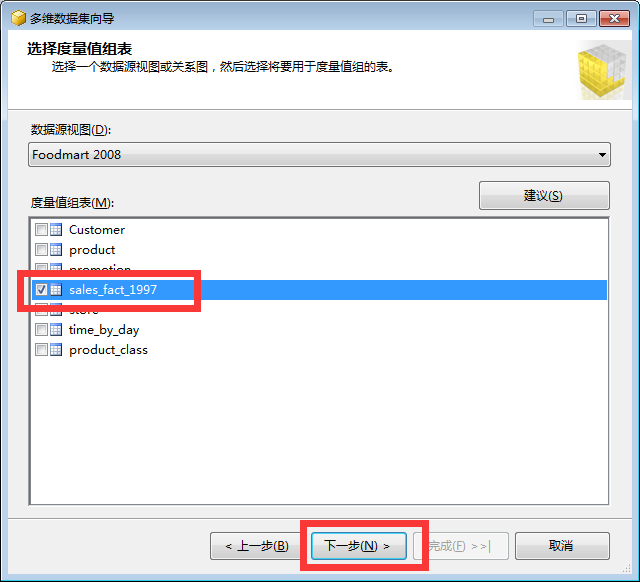 多维数据集向导
选择度量值组表
选择一个数据源视图或关系图，然后选择将要用于度量值组的表。
数据源视图(D):
Foodmart 2008
建议(S)
度量值组表(M):
Customer
product
promotion
sales_fact_1997
store
time_by_day
product_class
< 上一步(B)
下一步(N) >
完成(F) >>|
取消